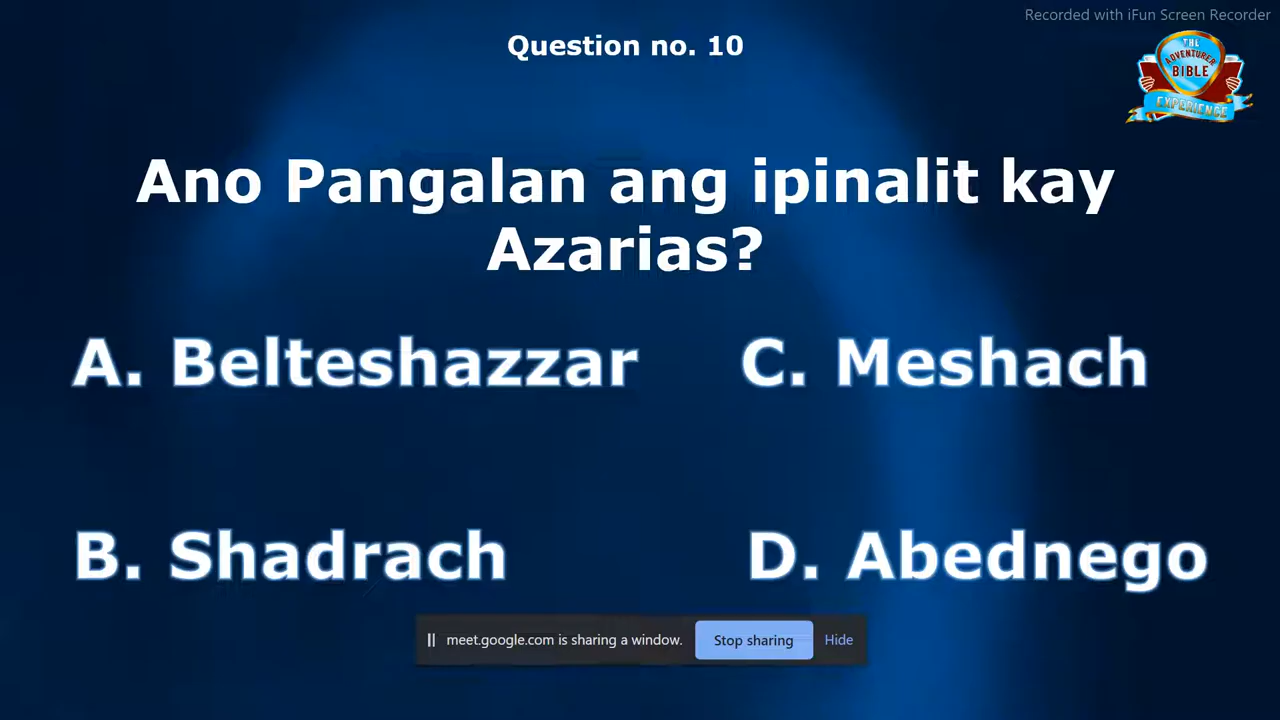 Recorded with iFun Screen Recorder
Question no. 10
THE
ADVENTURER
BIBLE
EXPERIENCE
Ano Pangalan ang ipinalit kay
Azarias?
A. Belteshazzar
C. Meshach
B. Shadrach
D. Abednego
meet.google.com is sharing a window.
Stop sharing
Hide